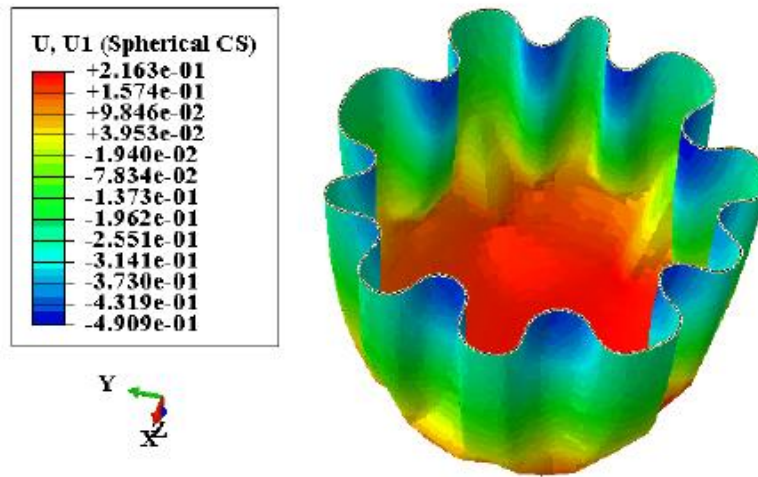 U, U1 (Spherical CS)
+2.163e-01
+1.574e-01
+9.846e-02
+3.953e-02
-1.940e-02
-7.834e-02
-1.373e-01
-1.962e-01
-2.551e-01
-3.141e-01
-3.730e-01
-4.319e-01
-4.909e-01
Y
X
Z